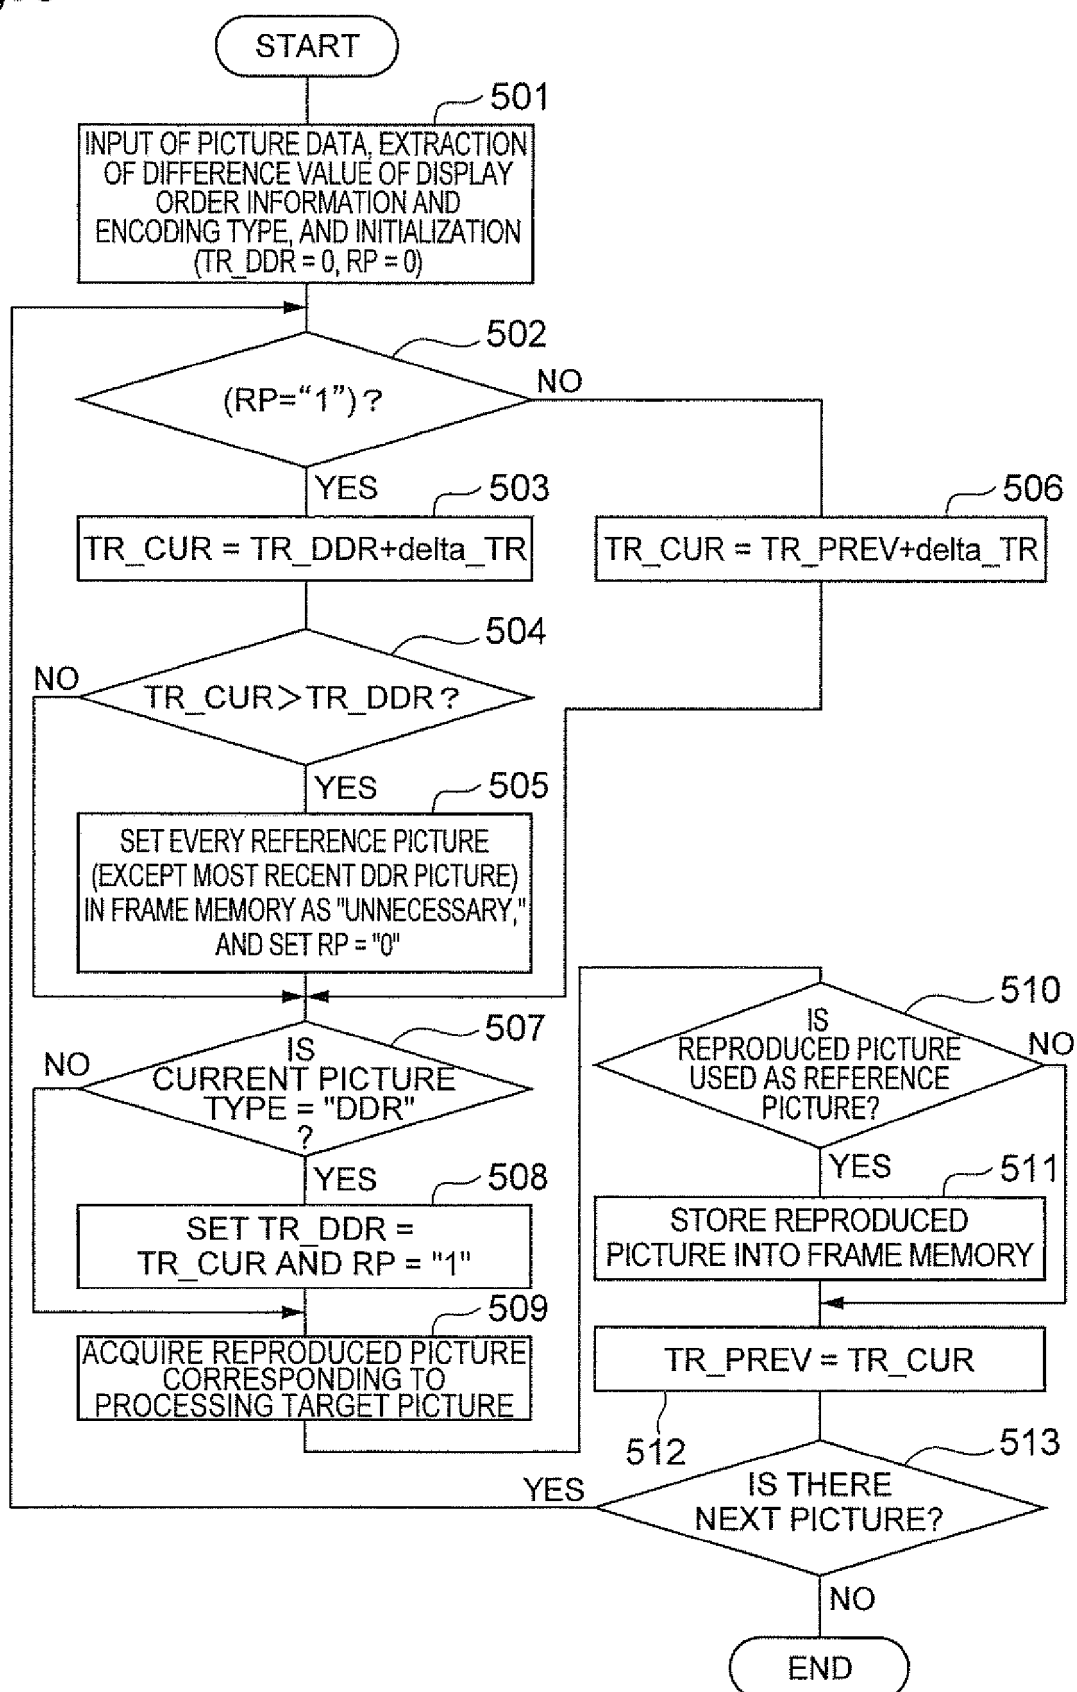 START
501
INPUT OF PICTURE DATA, EXTRACTION
OF DIFFERENCE VALUE OF DISPLAY
ORDER INFORMATION AND
ENCODING TYPE, AND INITIALIZATION
(TR_DDR = 0, RP = 0)
502
(RP="1")?
NO
YES
503
TR_CUR = TR_DDR+delta_TR
506
TR_CUR = TR_PREV+delta_TR
504
NO
TR_CUR>TR_DDR?
YES
505
SET EVERY REFERENCE PICTURE
(EXCEPT MOST RECENT DDR PICTURE)
IN FRAME MEMORY AS "UNNECESSARY,"
AND SET RP = "0"
507
NO
IS
CURRENT PICTURE
TYPE = "DDR"
?
YES
508
SET TR_DDR =
TR_CUR AND RP = "1"
509
ACQUIRE REPRODUCED PICTURE
CORRESPONDING TO
PROCESSING TARGET PICTURE
510
IS
REPRODUCED PICTURE
USED AS REFERENCE
PICTURE?
NO
YES
511
STORE REPRODUCED
PICTURE INTO FRAME MEMORY
TR_PREV = TR_CUR
512
513
YES
IS THERE
NEXT PICTURE?
NO
END